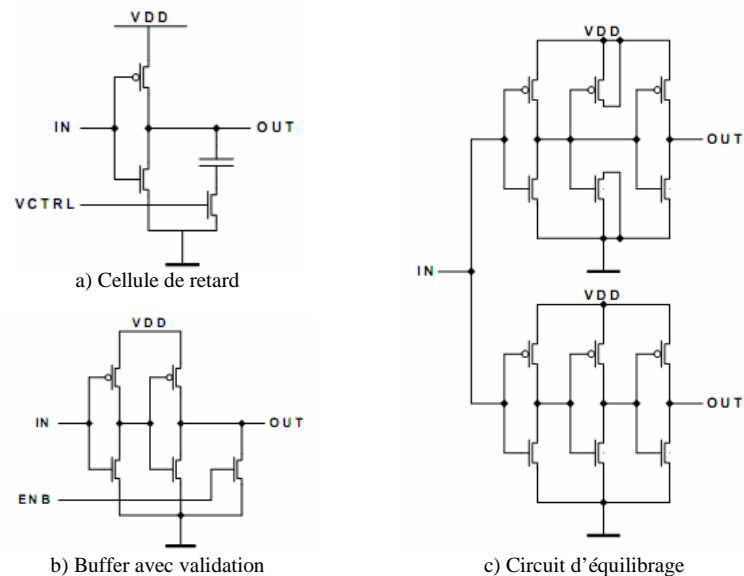 VDD
IN
OUT
VCTRL
a) Cellule de retard
VDD
IN
OUT
ENB
b) Buffer avec validation
VDD
OUT
IN
VDD
OUT
c) Circuit d'équilibrage